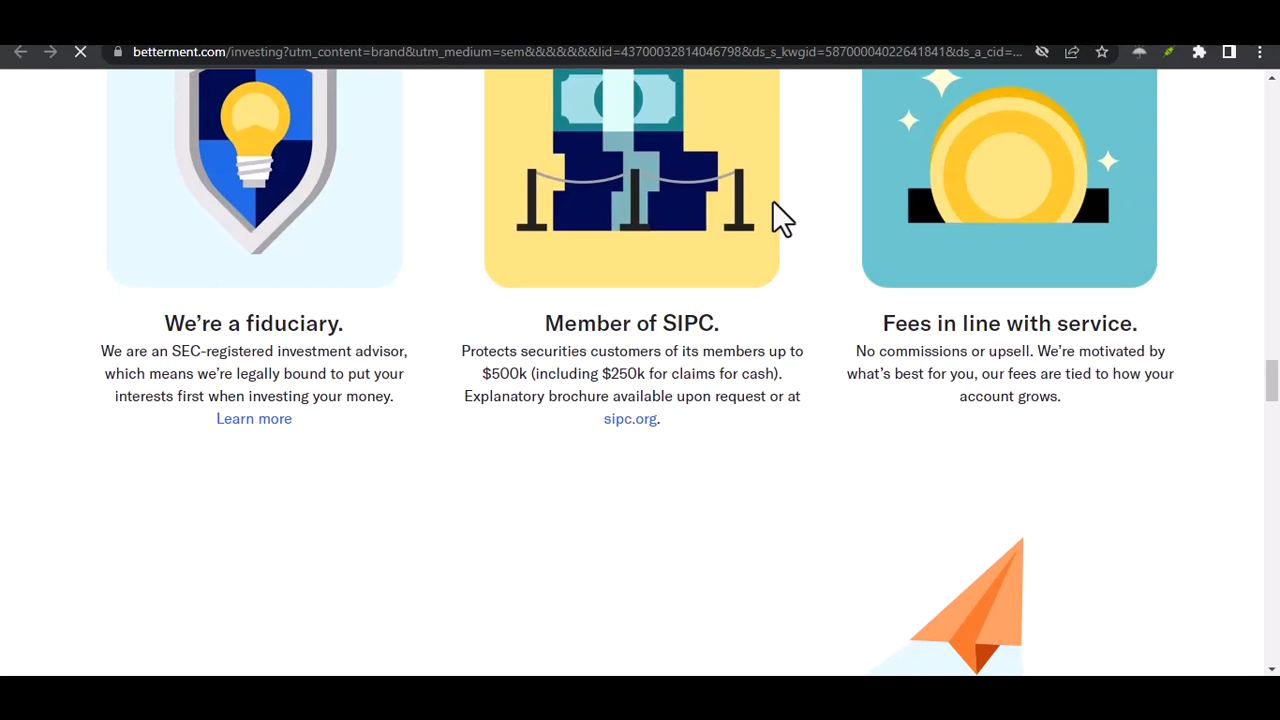 betterment.com/investing?utm_content=brand&utm_medium=sem&&&&&&&lid=43700032814046798&ds_s_kwgid=58700004022641841&ds_a_cid=...
We're a fiduciary.
We are an SEC-registered investment advisor,
which means we're legally bound to put your
interests first when investing your money.
Learn more
Member of SIPC.
Protects securities customers of its members up to
$500k (including $250k for claims for cash).
Explanatory brochure available upon request or at
sipc.org.
Fees in line with service.
No commissions or upsell. We're motivated by
what's best for you, our fees are tied to how your
account grows.